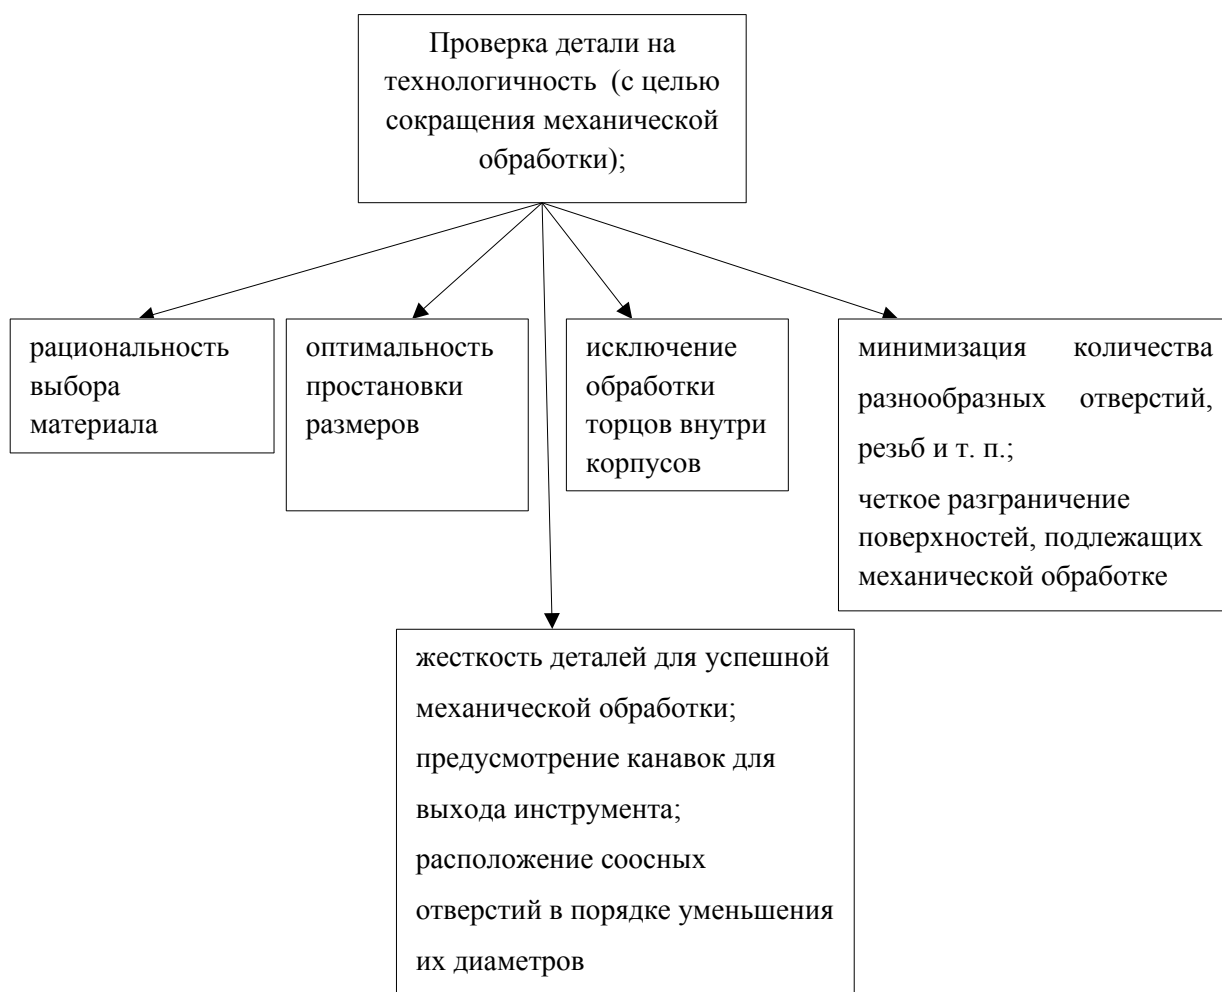 Проверка детали на
технологичность (с целью
сокращения механической
обработки);
рациональность
выбора
материала
оптимальность
простановки
размеров
исключение
обработки
торцов внутри
корпусов
минимизация количества
разнообразных отверстий,
резьб и т. п.;
четкое разграничение
поверхностей, подлежащих
механической обработке
жесткость деталей для успешной
механической обработки;
предусмотрение канавок для
выхода инструмента;
расположение соосных
отверстий в порядке уменьшения
их диаметров